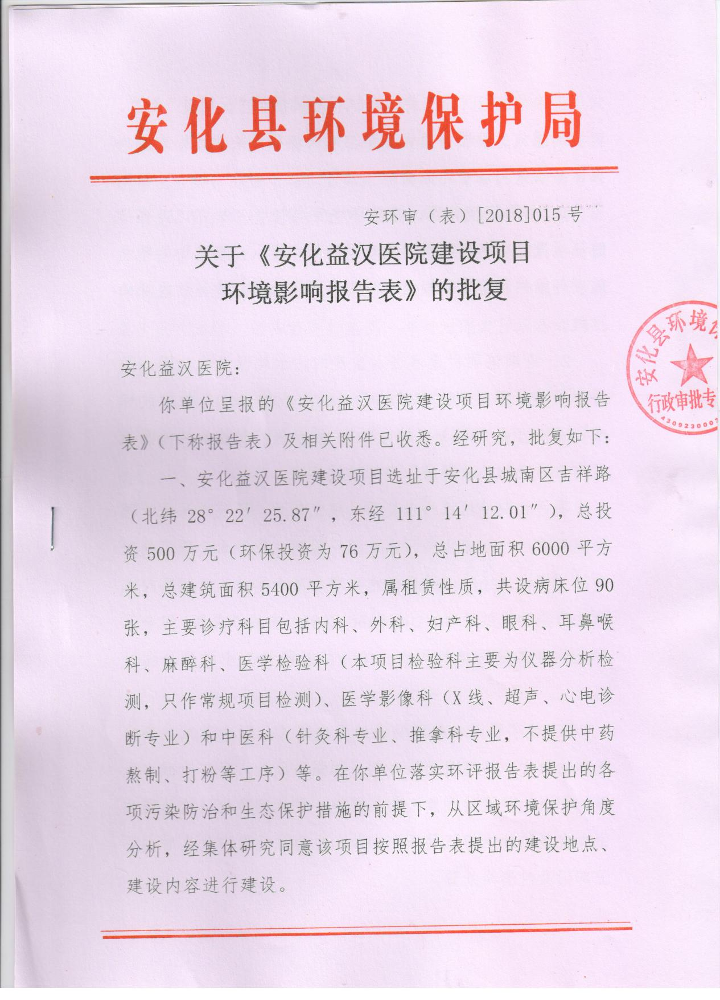 安化县环境保护局
安环审（表）[2018]015号
关于《安化益汉医院建设项目
环境影响报告表》的批复
安化益汉医院：
你单位呈报的《安化益汉医院建设项目环境影响报告
表》（下称报告表）及相关附件已收悉。经研究，批复如下：
一、安化益汉医院建设项目选址于安化县城南区吉祥路
（北纬 28° 22′ 25.87″，东经 111° 14′ 12.01″），总投
资 500 万元（环保投资为 76 万元），总占地面积 6000 平方
米，总建筑面积 5400 平方米，属租赁性质，共设病床位 90
张，主要诊疗科目包括内科、外科、妇产科、眼科、耳鼻喉
科、麻醉科、医学检验科（本项目检验科主要为仪器分析检
测，只作常规项目检测）、医学影像科（X 线、超声、心电诊
断专业）和中医科（针灸科专业、推拿科专业，不提供中药
熬制、打粉等工序）等。在你单位落实环评报告表提出的各
项污染防治和生态保护措施的前提下，从区域环境保护角度
分析，经集体研究同意该项目按照报告表提出的建设地点、
建设内容进行建设。
安化县环境
行政审批专
430923000